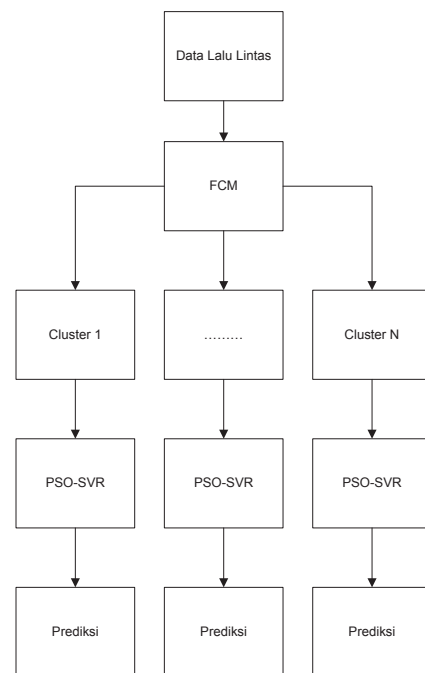 Data Lalu Lintas
FCM
Cluster 1
.........
Cluster N
PSO-SVR
PSO-SVR
PSO-SVR
Prediksi
Prediksi
Prediksi